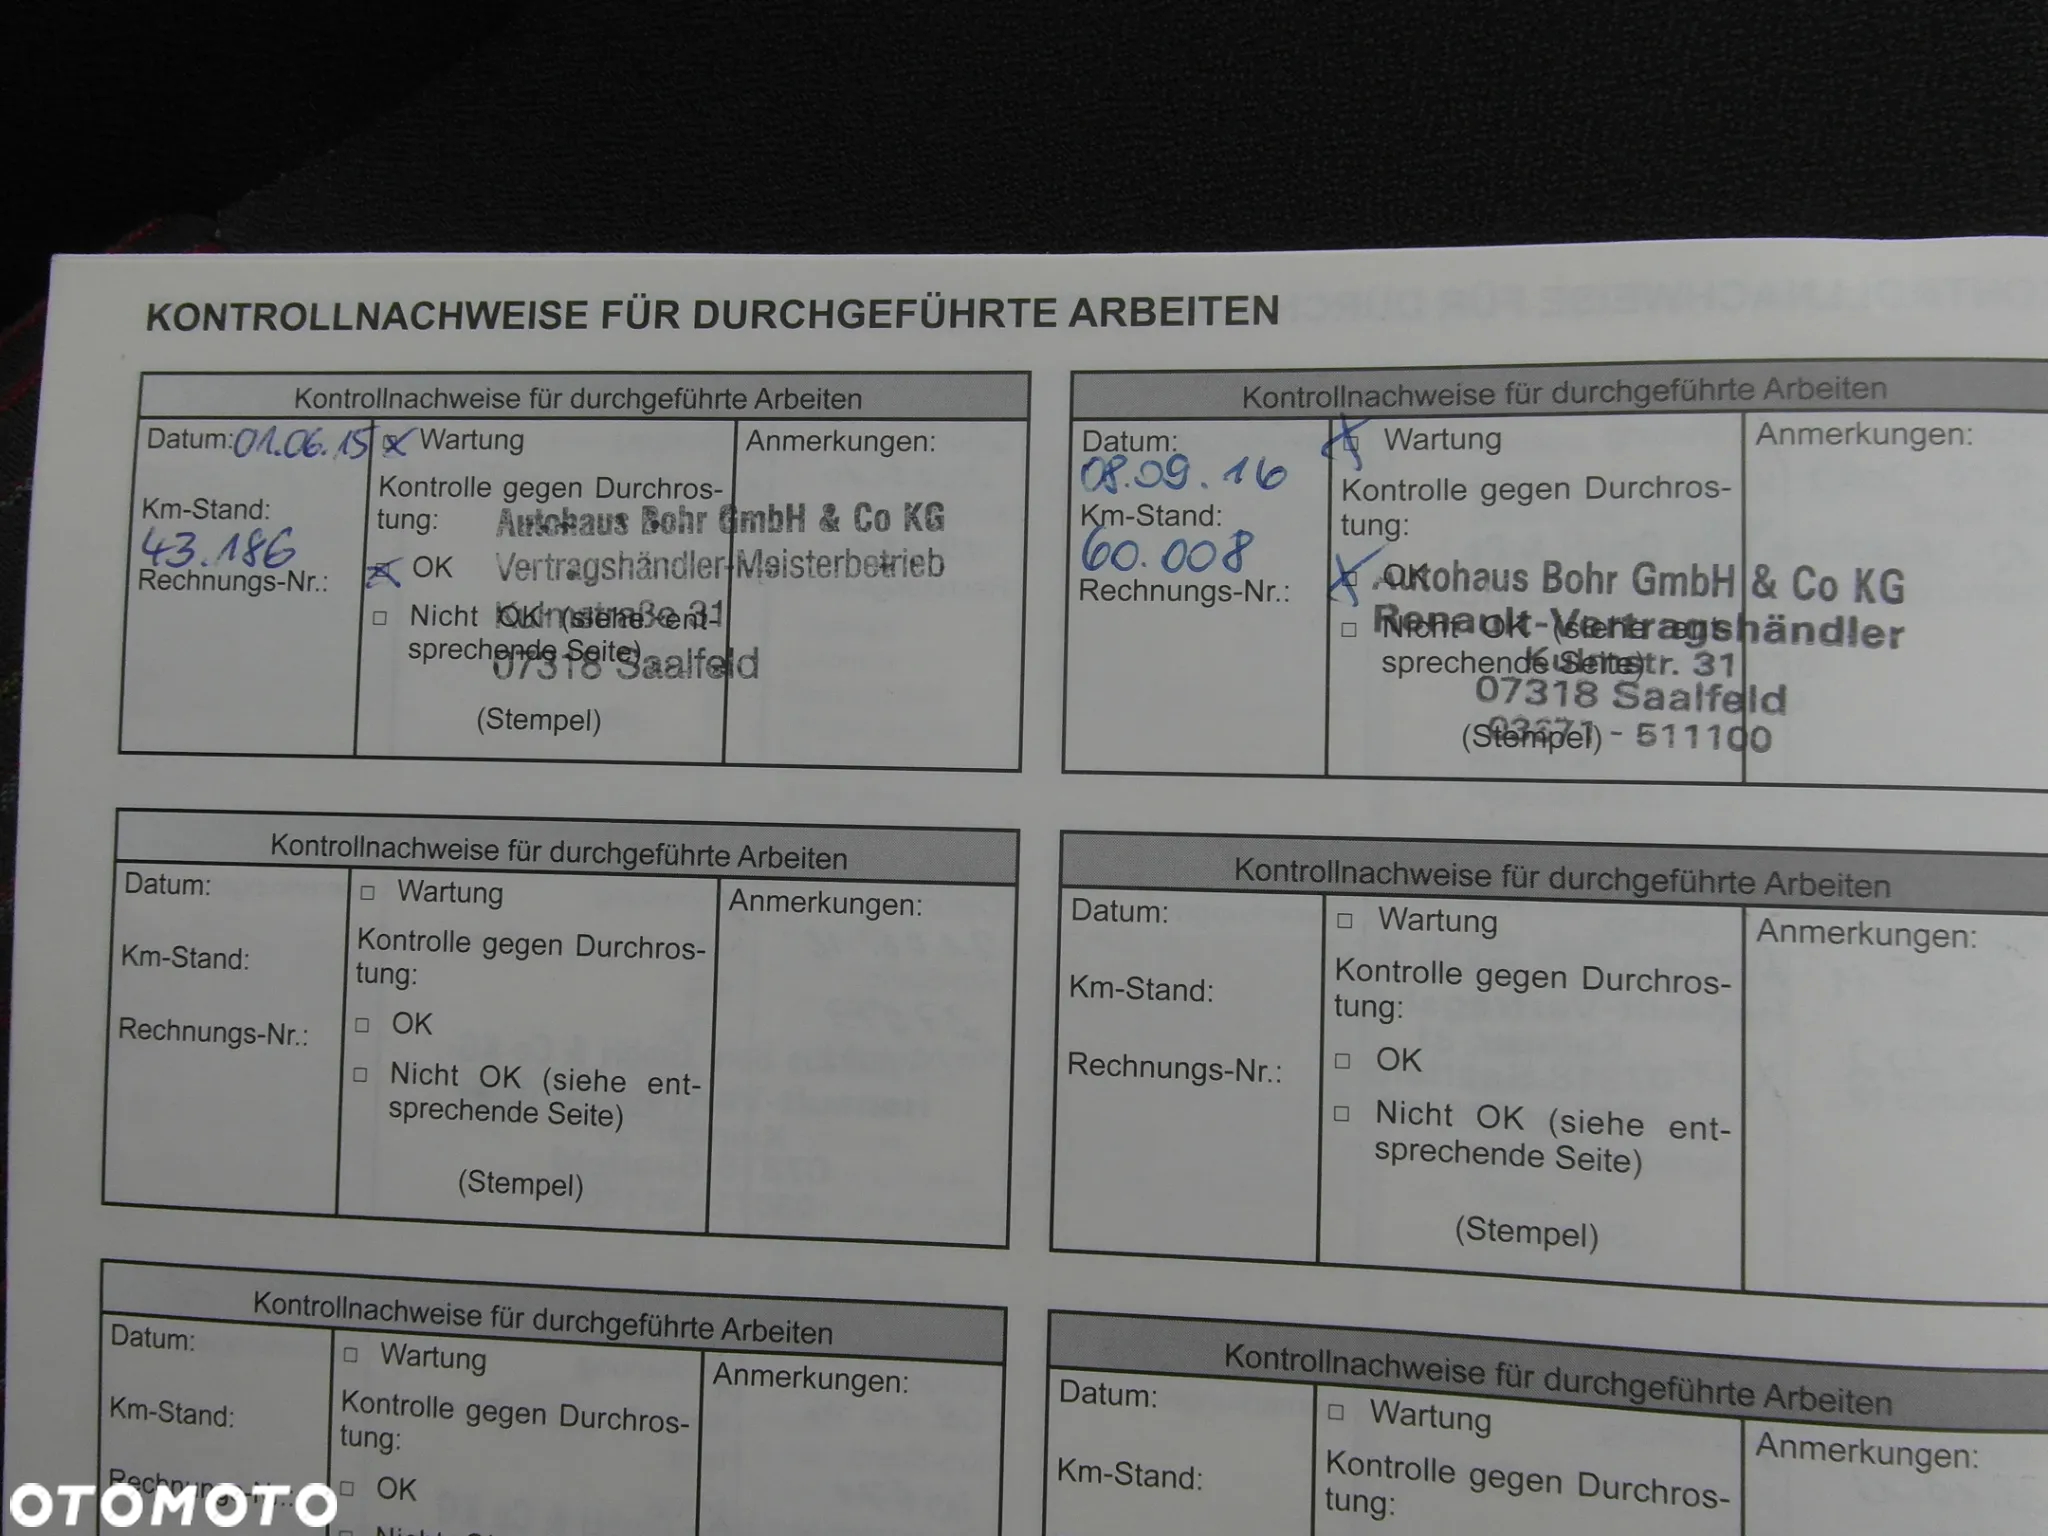 KONTROLLNACHWEISE FÜR DURCHGEFÜHRTE ARBEITEN
Kontrollnachweise für durchgeführte Arbeiten
Datum: 01.06.15
Km-Stand:
43.186
Rechnungs-Nr.:
Wartung
Kontrolle gegen Durchros-
tung:
OK
Nicht OK (siehe ent-
sprechende Seite)
(Stempel)
Autohaus Bohr GmbH & Co KG
Vertragshändler-Meisterbetrieb
Kulmstraße 31
07318 Saalfeld
Anmerkungen:
Kontrollnachweise für durchgeführte Arbeiten
Datum:
08.09.16
Km-Stand:
60.008
Rechnungs-Nr.:
Wartung
Kontrolle gegen Durchros-
tung:
OK
Nicht OK (siehe ent-
sprechende Seite)
(Stempel)
Autohaus Bohr GmbH & Co KG
Renault-Vertragshändler
Kulmstr. 31
07318 Saalfeld
03671 - 511100
Anmerkungen:
Kontrollnachweise für durchgeführte Arbeiten
Datum:
Km-Stand:
Rechnungs-Nr.:
Wartung
Kontrolle gegen Durchros-
tung:
OK
Nicht OK (siehe ent-
sprechende Seite)
(Stempel)
Anmerkungen:
Kontrollnachweise für durchgeführte Arbeiten
Datum:
Km-Stand:
Rechnungs-Nr.:
Wartung
Kontrolle gegen Durchros-
tung:
OK
Nicht OK (siehe ent-
sprechende Seite)
(Stempel)
Anmerkungen:
Kontrollnachweise für durchgeführte Arbeiten
Datum:
Km-Stand:
Rechnungs-Nr.:
Wartung
Kontrolle gegen Durchros-
tung:
OK
Anmerkungen:
Kontrollnachweise für durchgeführte Arbeiten
Datum:
Km-Stand:
Wartung
Kontrolle gegen Durchros-
tung:
Anmerkungen:
OTOMOTO